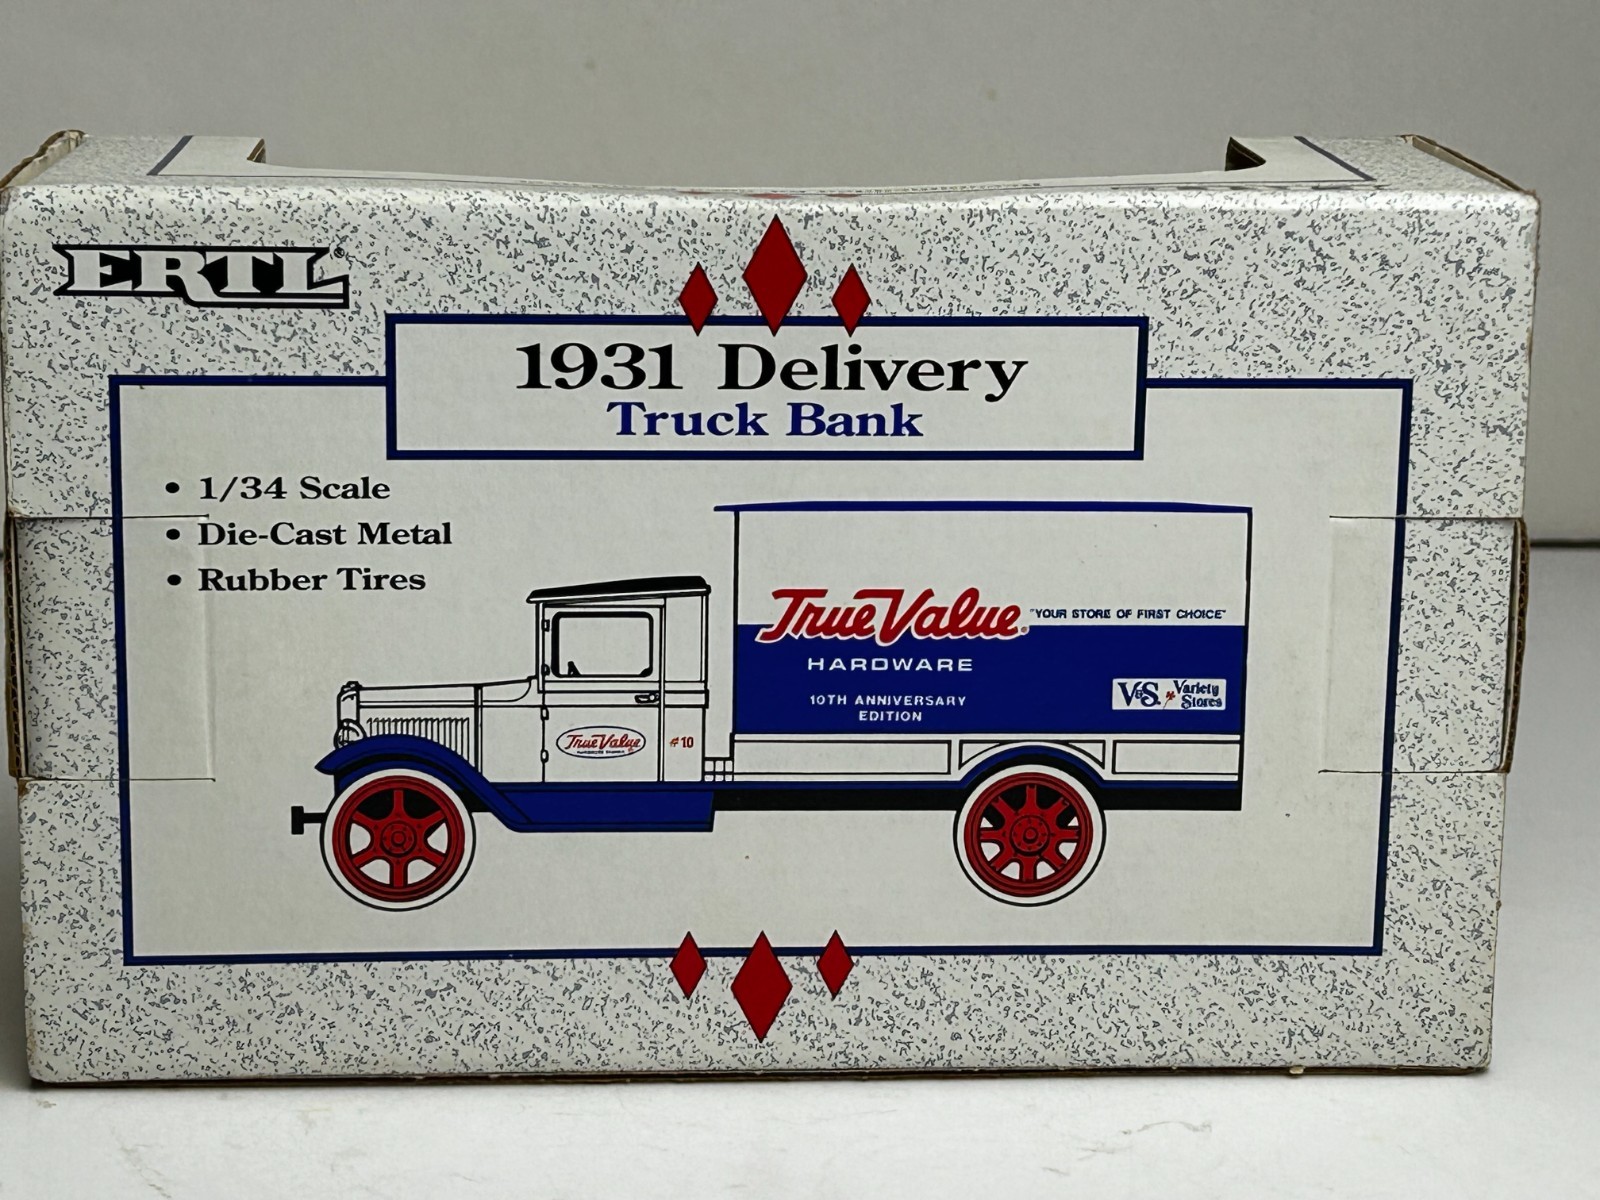 ERTL®
1931 Delivery
Truck Bank
• 1/34 Scale
• Die-Cast Metal
• Rubber Tires
True Value® "YOUR STORE OF FIRST CHOICE"
HARDWARE
10TH ANNIVERSARY
EDITION
V&S. Variety
Stores
True Value
#10